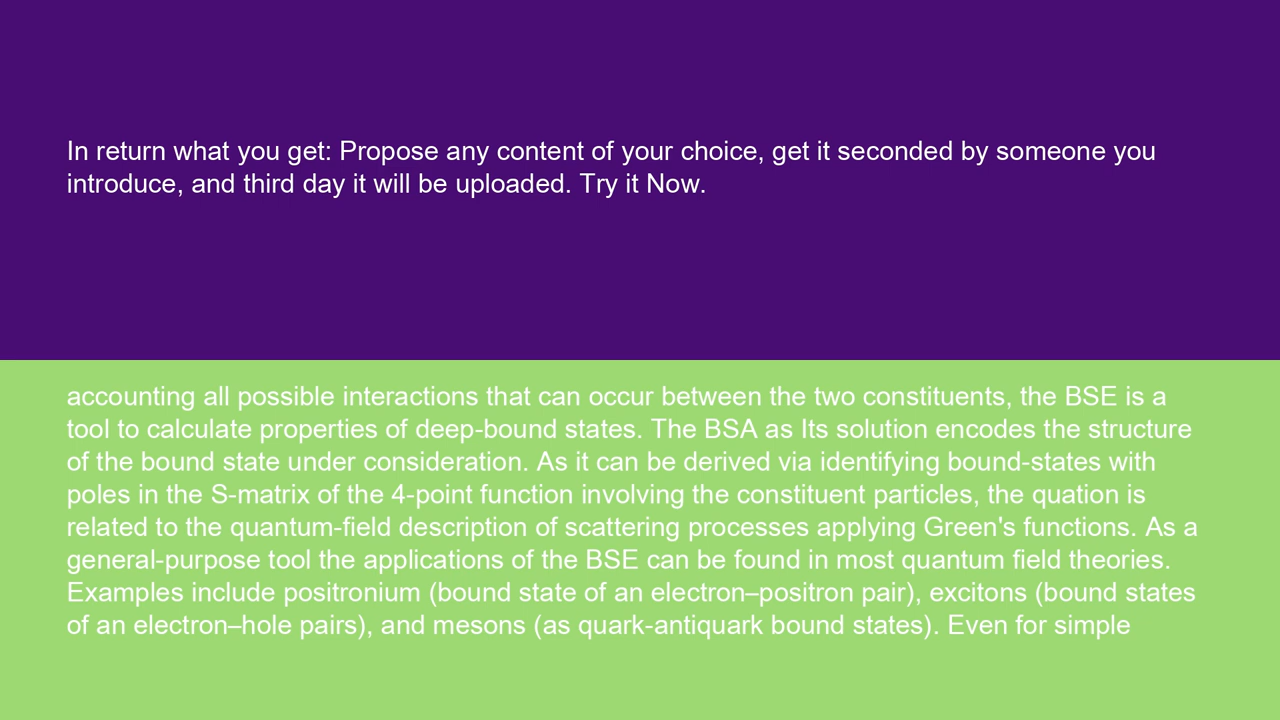 In return what you get: Propose any content of your choice, get it seconded by someone you
introduce, and third day it will be uploaded. Try it Now.
accounting all possible interactions that can occur between the two constituents, the BSE is a
tool to calculate properties of deep-bound states. The BSA as Its solution encodes the structure
of the bound state under consideration. As it can be derived via identifying bound-states with
poles in the S-matrix of the 4-point function involving the constituent particles, the quation is
related to the quantum-field description of scattering processes applying Green's functions. As a
general-purpose tool the applications of the BSE can be found in most quantum field theories.
Examples include positronium (bound state of an electron–positron pair), excitons (bound states
of an electron–hole pairs), and mesons (as quark-antiquark bound states). Even for simple